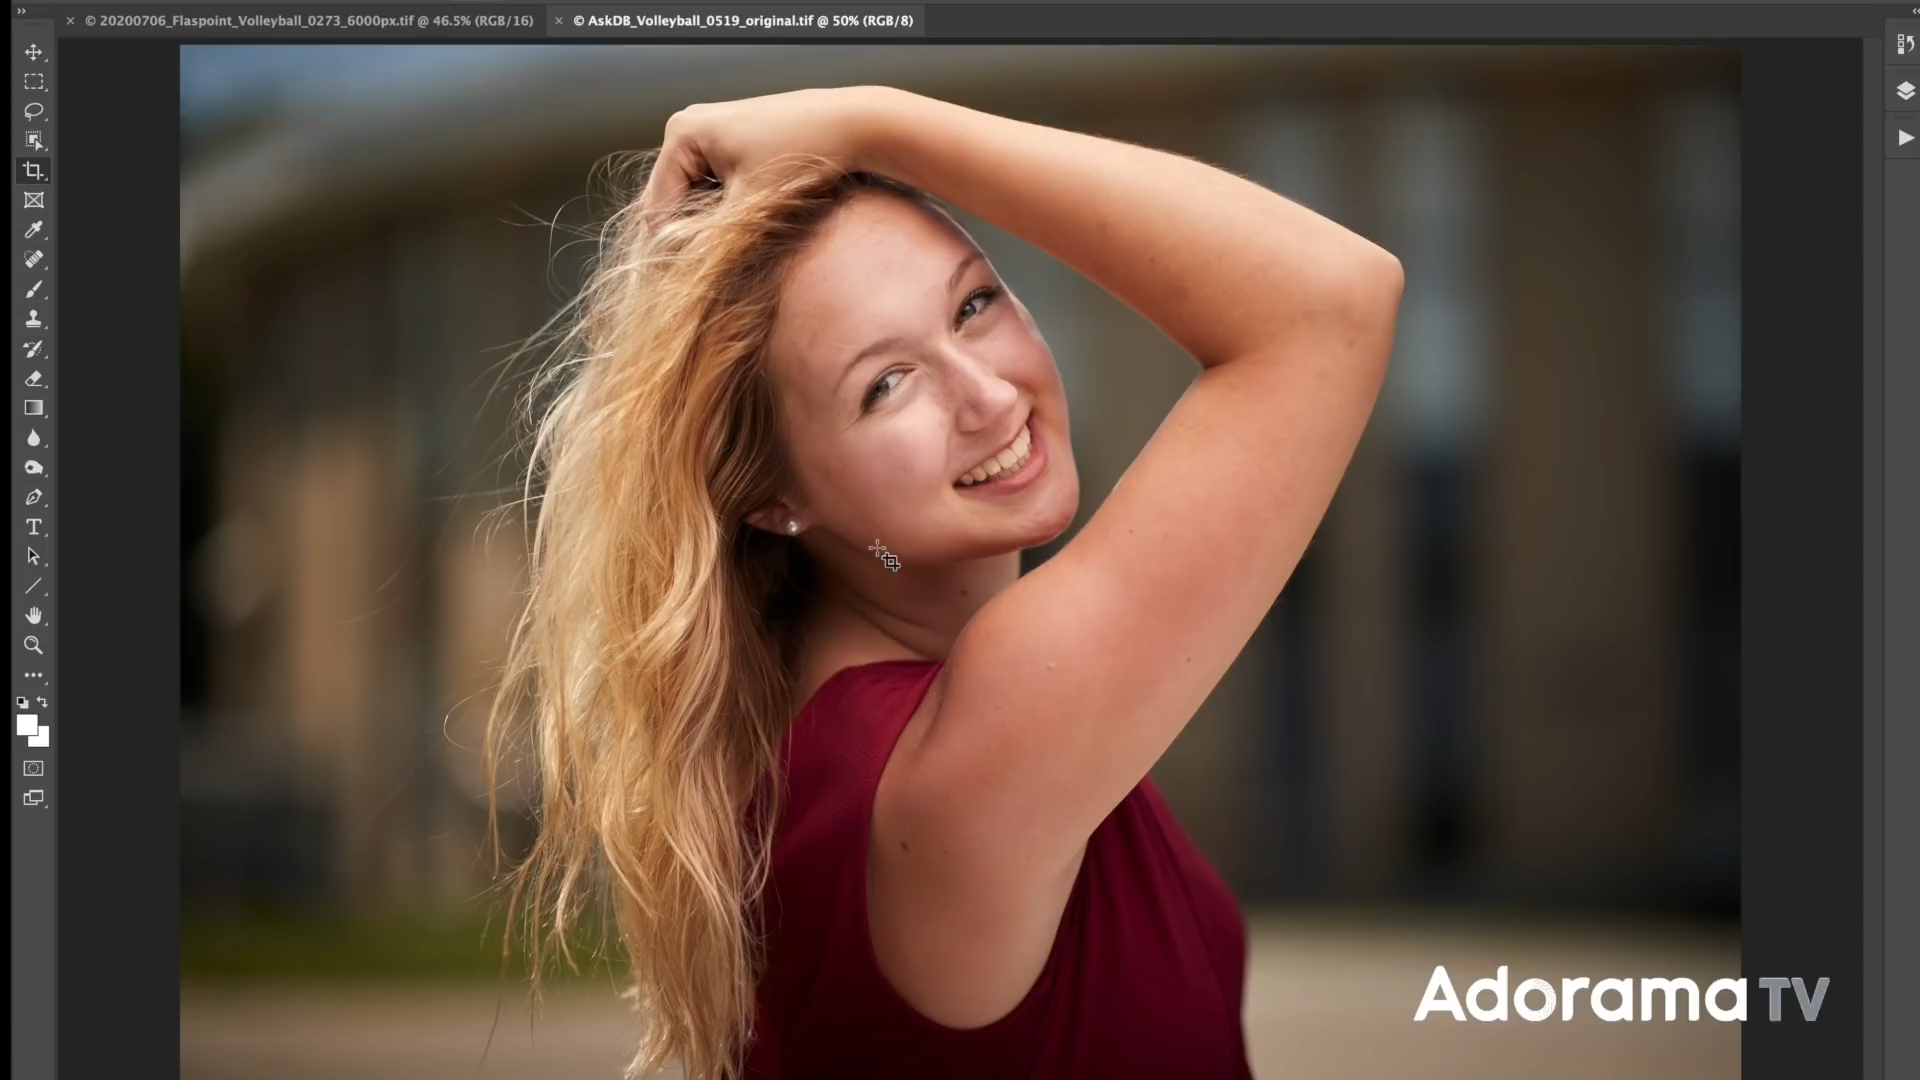 © 20200706_Flaspoint_Volleyball_0273_6000px.tif @ 46.5% (RGB/16)
© AskDB_Volleyball_0519_original.tif @ 50% (RGB/8)
Adorama TV